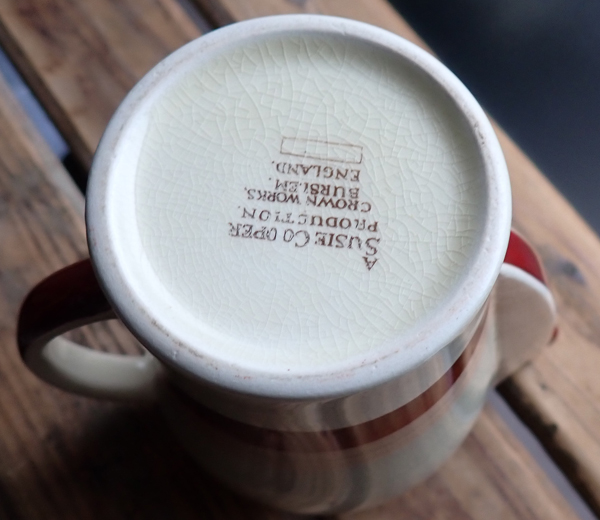 A
SUSIE COOPER
PRODUCTION.
CROWN WORKS,
BURSLEM.
ENGLAND.